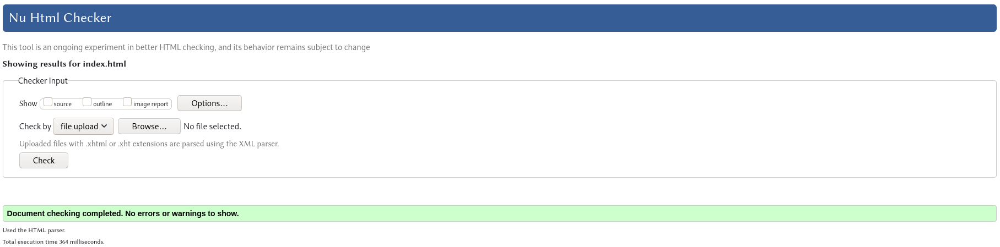 Nu Html Checker
This tool is an ongoing experiment in better HTML checking, and its behavior remains subject to change
Showing results for index.html
Checker Input
Show source outline image report Options...
Check by file upload Browse... No file selected.
Uploaded files with .xhtml or .xht extensions are parsed using the XML parser.
Check
Document checking completed. No errors or warnings to show.
Used the HTML parser.
Total execution time 364 milliseconds.